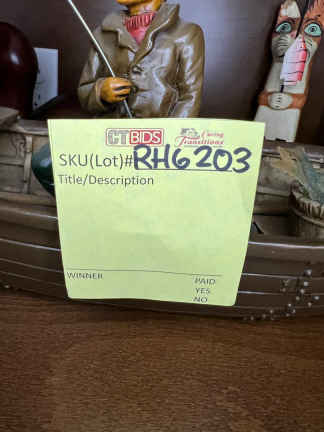 CTBIDS Caring Transitions
SKU(Lot)# RH6203
Title/Description
WINNER PAID:
YES
NO